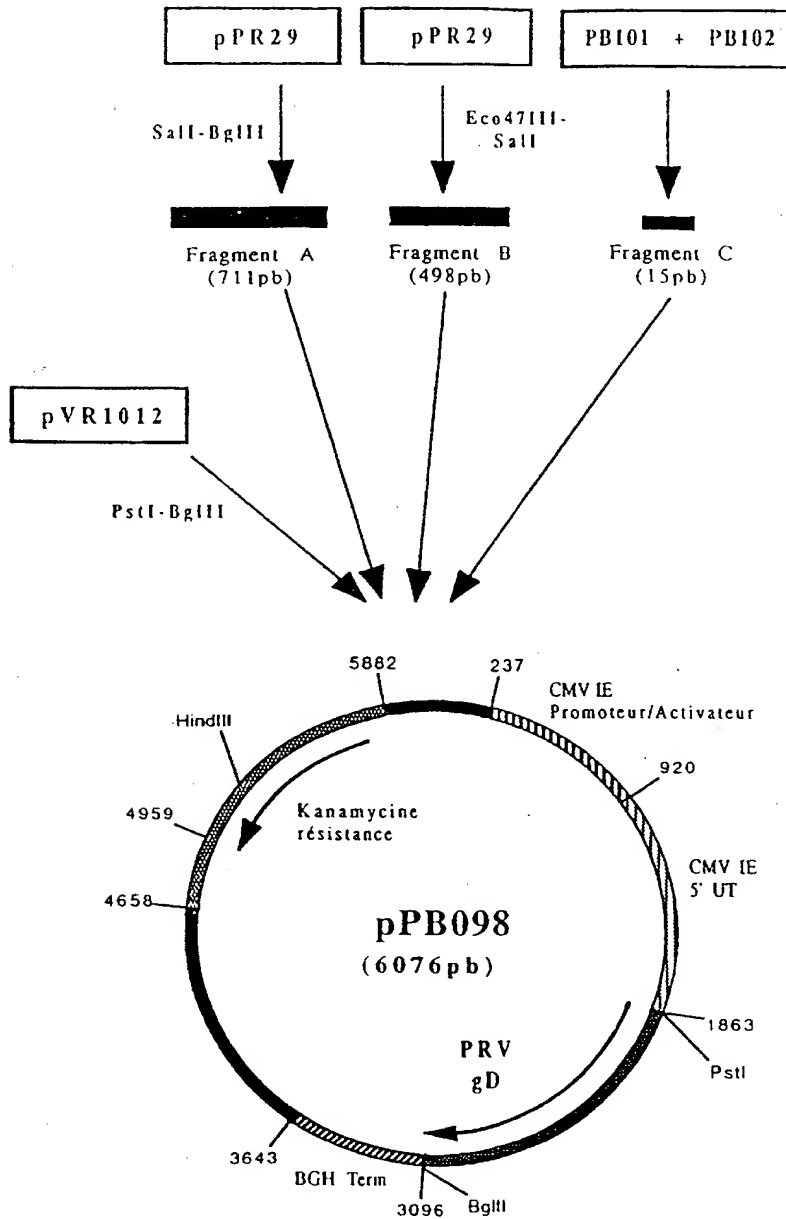 pPR29
pPR29
PB101 + PB102
SalI-BglII
Eco47III-
SalI
Fragment A
(711pb)
Fragment B
(498pb)
Fragment C
(15pb)
pVR1012
PstI-BglII
5882
237
CMV IE
Promoteur/Activateur
HindIII
920
4959
Kanamycine
résistance
CMV IE
5' UT
4658
pPB098
(6076pb)
1863
PstI
PRV
gD
3643
BGH Term
3096
BglII